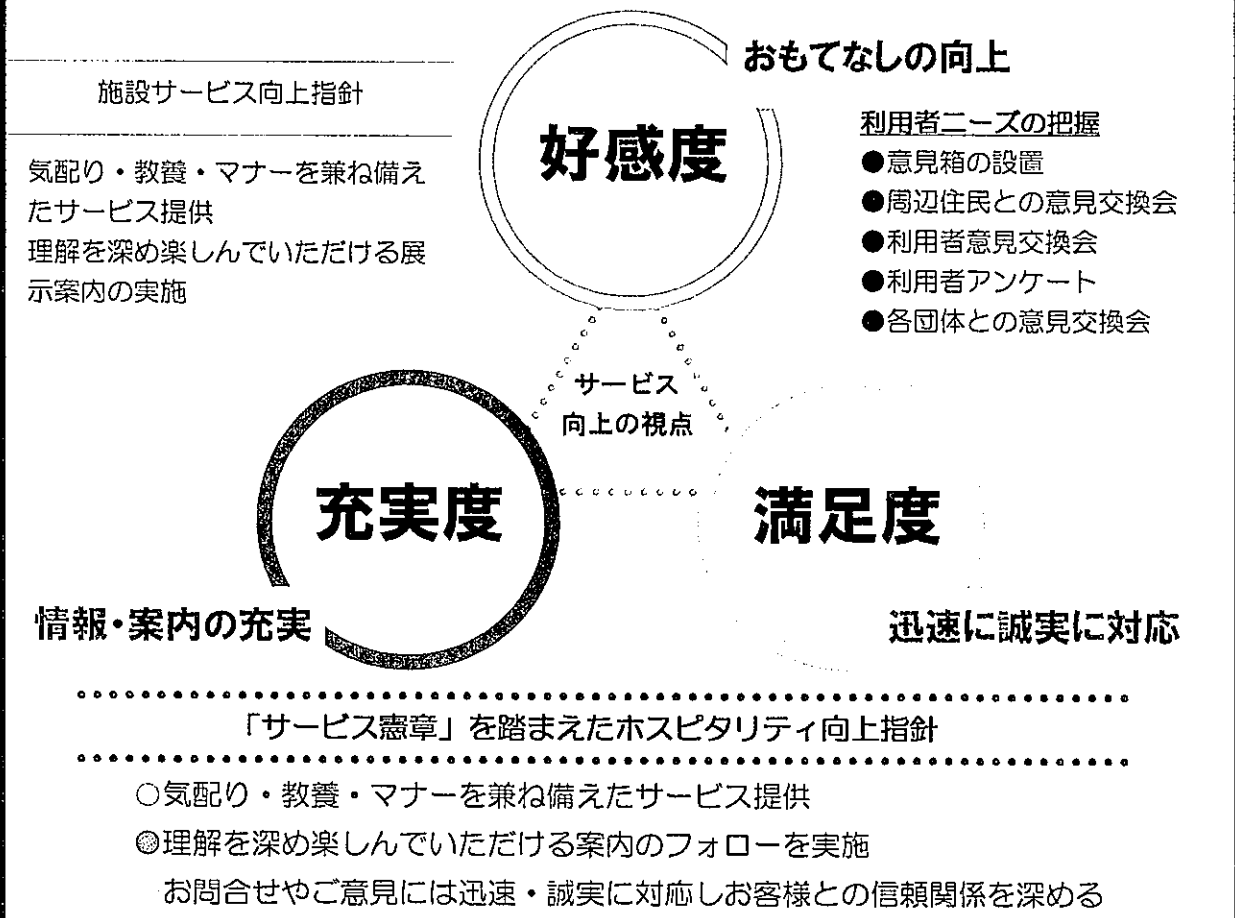 おもてなしの向上
施設サービス向上指針
好感度
利用者ニーズの把握
●意見箱の設置
●周辺住民との意見交換会
●利用者意見交換会
●利用者アンケート
●各団体との意見交換会
気配り・教養・マナーを兼ね備え
たサービス提供
理解を深め楽しんでいただける展
示案内の実施
サービス
向上の視点
充実度
満足度
情報・案内の充実
迅速に誠実に対応
「サービス憲章」を踏まえたホスピタリティ向上指針
○気配り・教養・マナーを兼ね備えたサービス提供
◎理解を深め楽しんでいただける案内のフォローを実施
お問合せやご意見には迅速・誠実に対応しお客様との信頼関係を深める